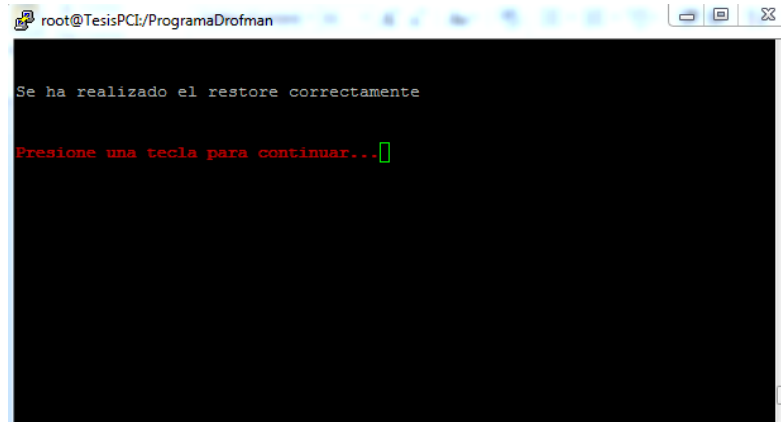 root@TesisPCI:/ProgramaDrofman
Se ha realizado el restore correctamente
Presione una tecla para continuar...